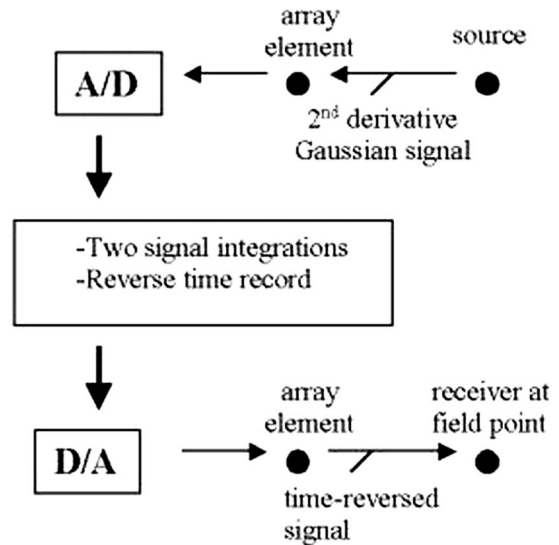 array
element
source
A/D
2nd derivative
Gaussian signal
-Two signal integrations
-Reverse time record
array
element
receiver at
field point
D/A
time-reversed
signal